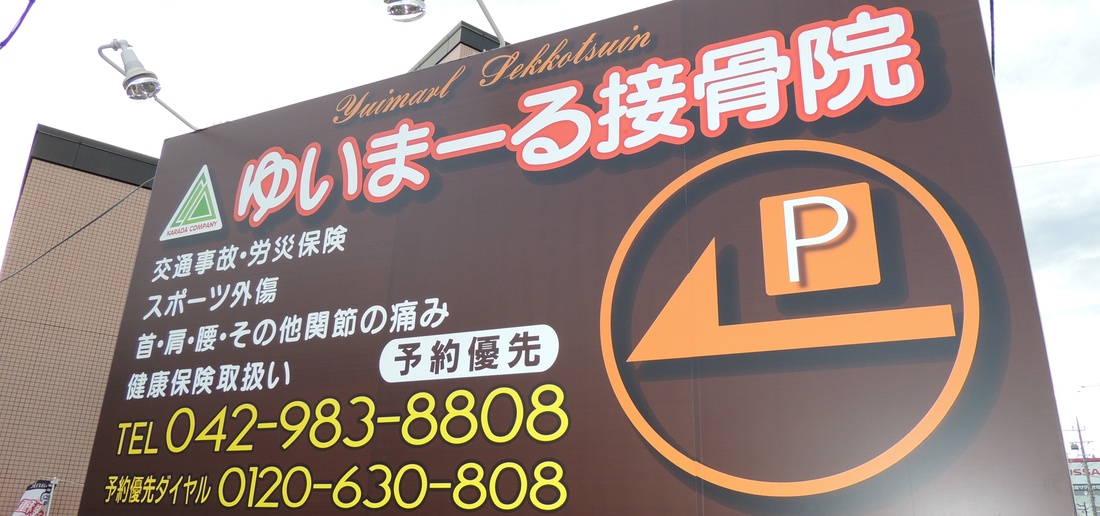 Yuimarl Sekkotsuin
ゆいまーる接骨院
KARADA COMPANY
P
交通事故・労災保険
スポーツ外傷
首・肩・腰・その他関節の痛み
健康保険取扱い
予約優先
TEL 042-983-8808
予約優先ダイヤル 0120-630-808